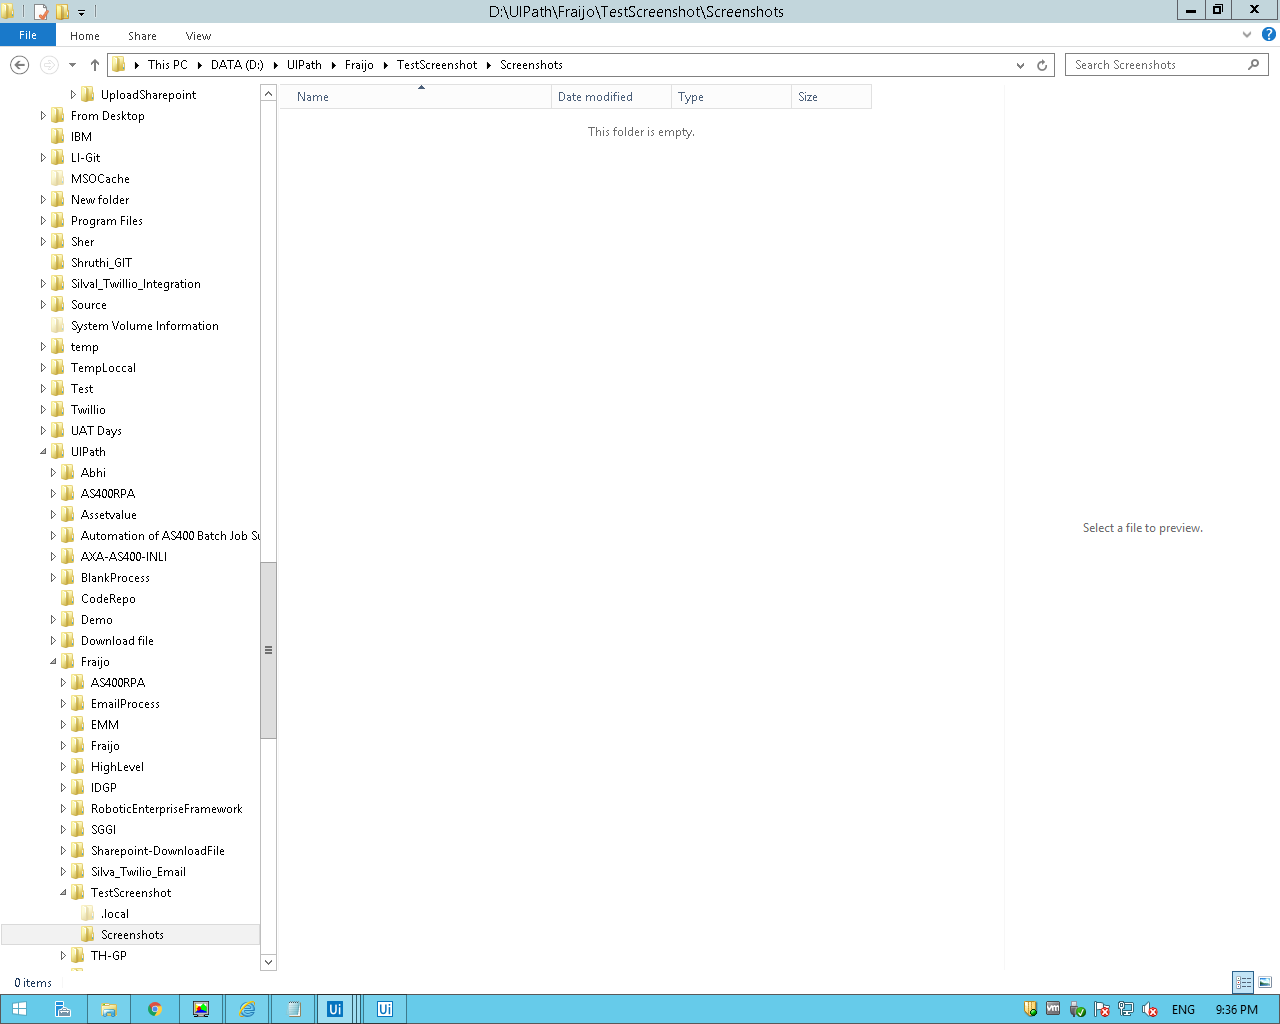 D:\UIPath\Fraijo\TestScreenshot\Screenshots
File Home Share View
This PC DATA (D:) UIPath Fraijo TestScreenshot Screenshots
Search Screenshots
UploadSharepoint
From Desktop
IBM
LI-Git
MSOCache
New folder
Program Files
Sher
Shruthi_GIT
Silval_Twillio_Integration
Source
System Volume Information
temp
TempLoccal
Test
Twillio
UAT Days
UIPath
Abhi
AS400RPA
Assetvalue
Automation of AS400 Batch Job Su
AXA-AS400-INLI
BlankProcess
CodeRepo
Demo
Download file
Fraijo
AS400RPA
EmailProcess
EMM
Fraijo
HighLevel
IDGP
RoboticEnterpriseFramework
SGGI
Sharepoint-DownloadFile
Silva_Twilio_Email
TestScreenshot
.local
Screenshots
TH-GP
Name Date modified Type Size
This folder is empty.
Select a file to preview.
0 items
Ui Ui vm ENG 9:36 PM